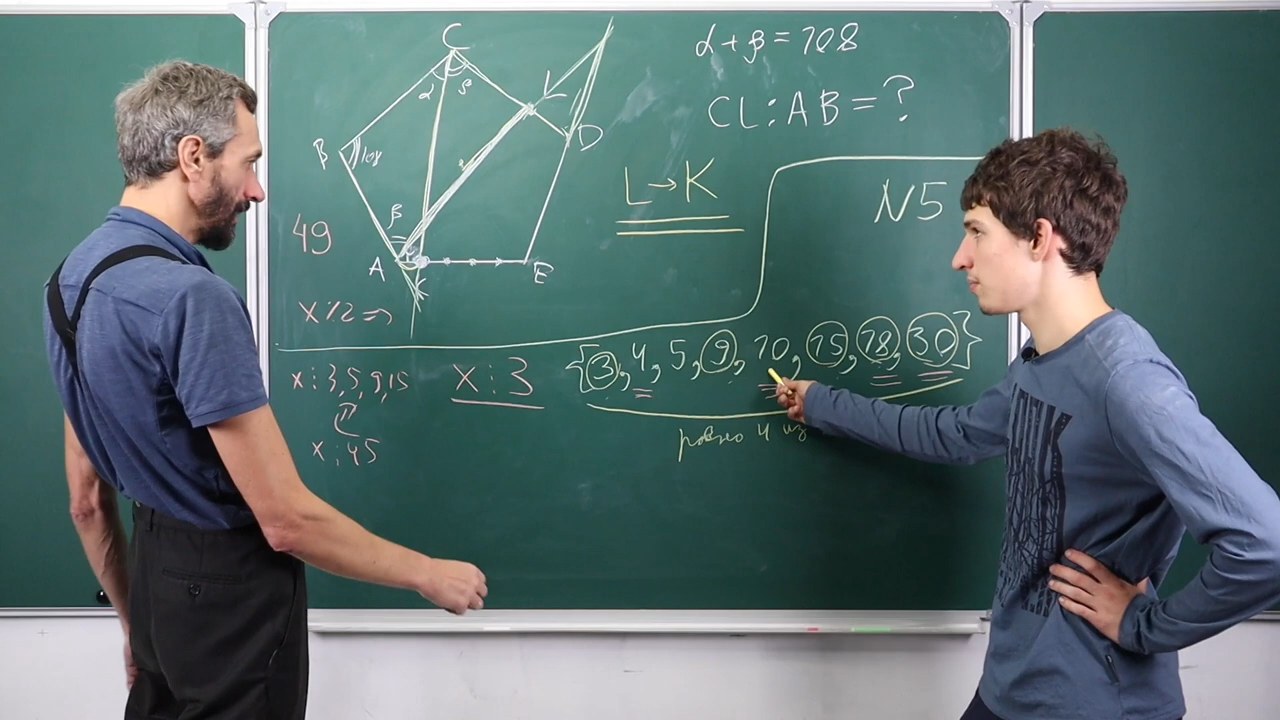 α+β=108
CL:AB=?
C
α β
L
B
108
D
L→K
N5
49
β
A
E
K
x⋮2=>
{3,4,5,9,10,15,18,30}
x⋮3,5,9,15
x⋮3
x⋮45
ровно 4 из